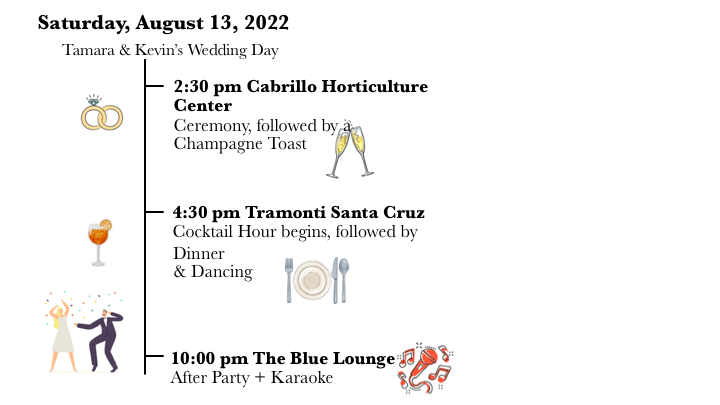 Saturday, August 13, 2022
Tamara & Kevin's Wedding Day
2:30 pm Cabrillo Horticulture
Center
Ceremony, followed by a
Champagne Toast
4:30 pm Tramonti Santa Cruz
Cocktail Hour begins, followed by
Dinner
& Dancing
10:00 pm The Blue Lounge
After Party + Karaoke